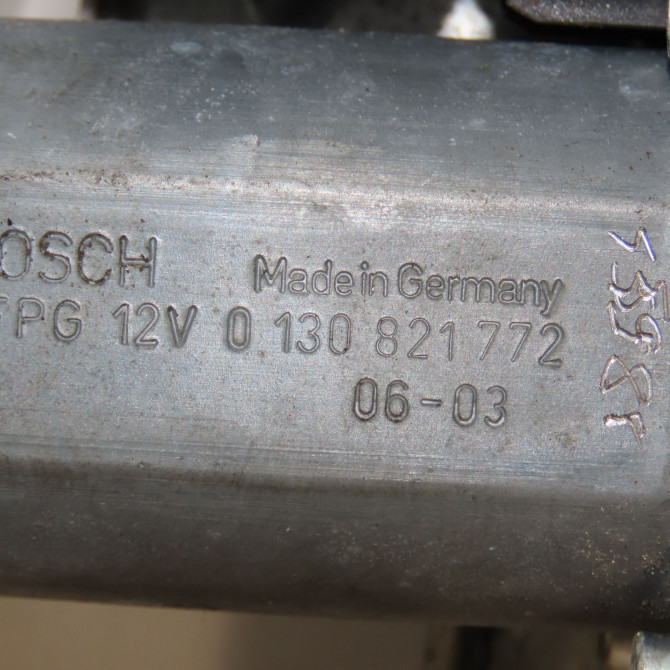 OSCH
Made in Germany
FPG 12V 0 130 821 772
06-03